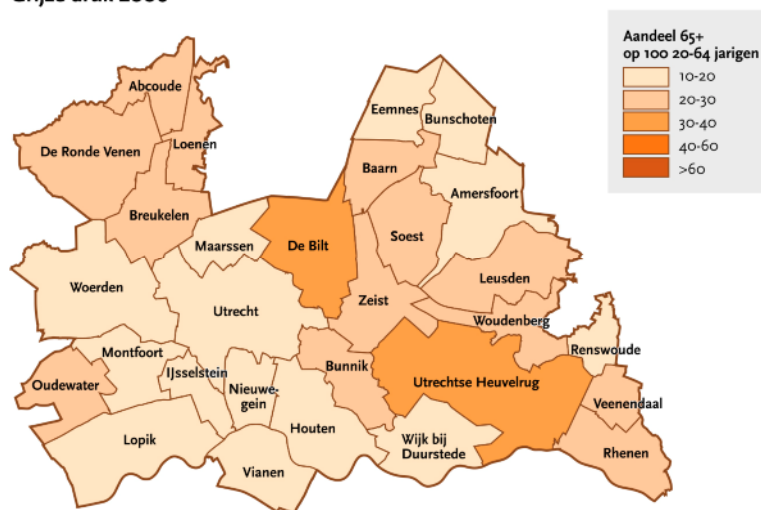 Aandeel 65+
op 100 20-64 jarigen
10-20
20-30
30-40
40-60
>60
Abcoude
De Ronde Venen
Loenen
Breukelen
Eemnes
Bunschoten
Baarn
Amersfoort
Soest
Maarssen
De Bilt
Leusden
Woerden
Utrecht
Zeist
Woudenberg
Montfoort
Renswoude
Oudewater
IJsselstein
Nieuwe-
gein
Bunnik
Utrechtse Heuvelrug
Veenendaal
Lopik
Houten
Wijk bij
Duurstede
Rhenen
Vianen